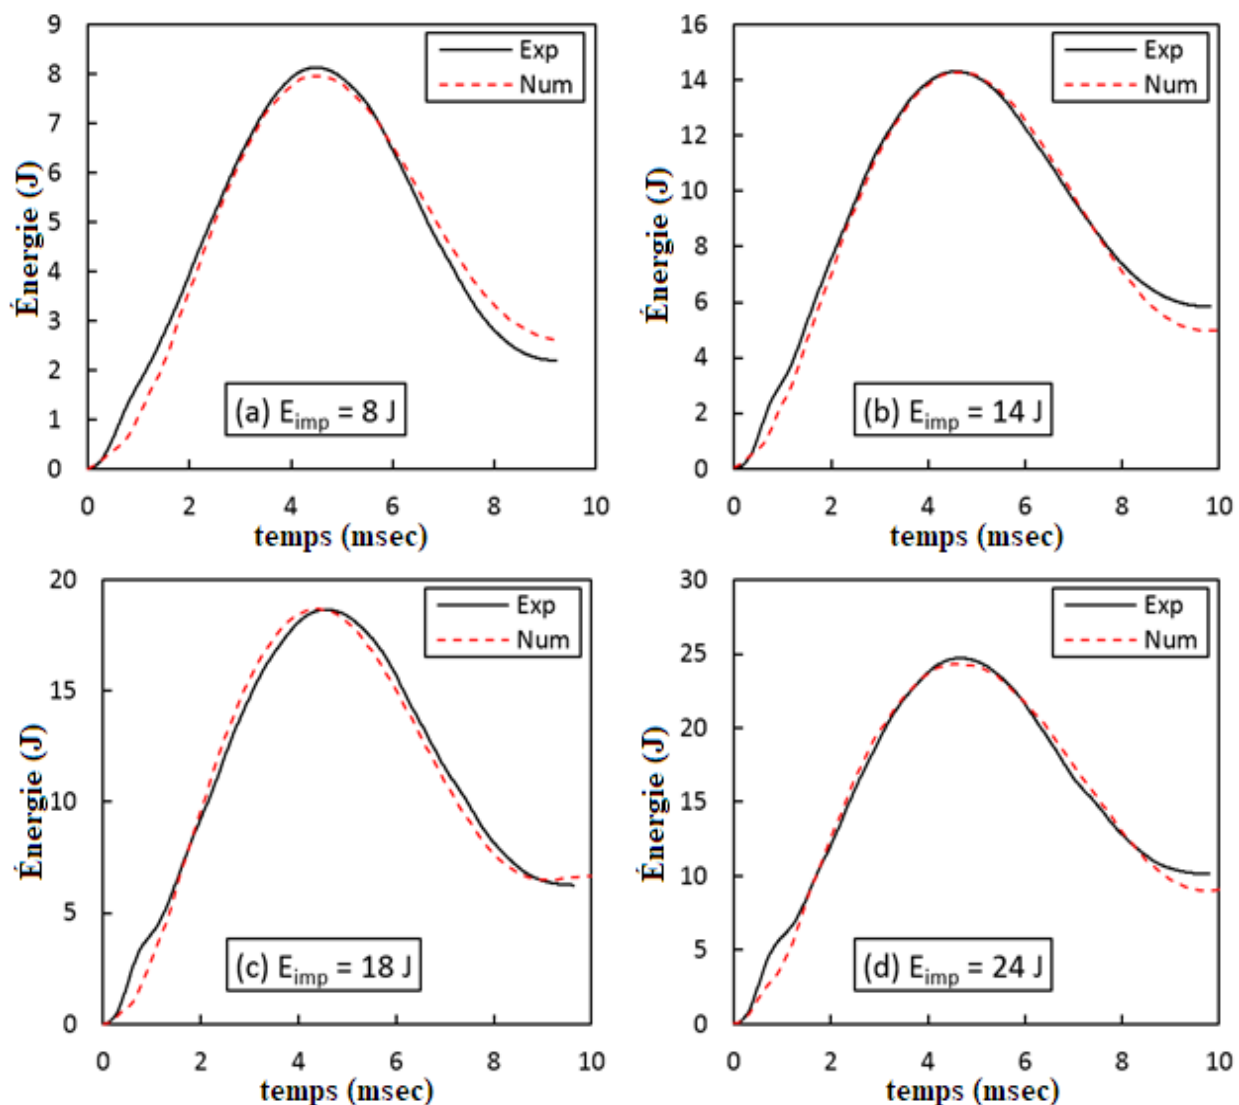 9
8
7
6
5
4
3
2
1
0
Énergie (J)
Exp
Num
(a) E_imp = 8 J
0 2 4 6 8 10
temps (msec)
16
14
12
10
8
6
4
2
0
Énergie (J)
Exp
Num
(b) E_imp = 14 J
0 2 4 6 8 10
temps (msec)
20
15
10
5
0
Énergie (J)
Exp
Num
(c) E_imp = 18 J
0 2 4 6 8 10
temps (msec)
30
25
20
15
10
5
0
Énergie (J)
Exp
Num
(d) E_imp = 24 J
0 2 4 6 8 10
temps (msec)